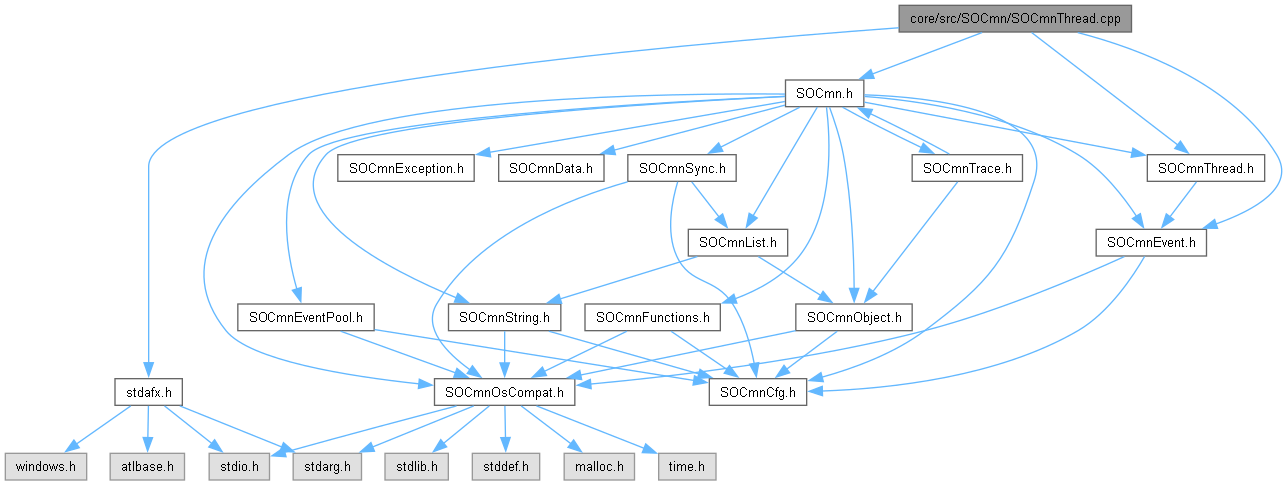 core/src/SOCmn/SOCmnThread.cpp
SOCmn.h
SOCmnException.h
SOCmnData.h
SOCmnSync.h
SOCmnTrace.h
SOCmnThread.h
SOCmnList.h
SOCmnEvent.h
SOCmnEventPool.h
SOCmnString.h
SOCmnFunctions.h
SOCmnObject.h
stdafx.h
SOCmnOsCompat.h
SOCmnCfg.h
windows.h
atlbase.h
stdio.h
stdarg.h
stdlib.h
stddef.h
malloc.h
time.h